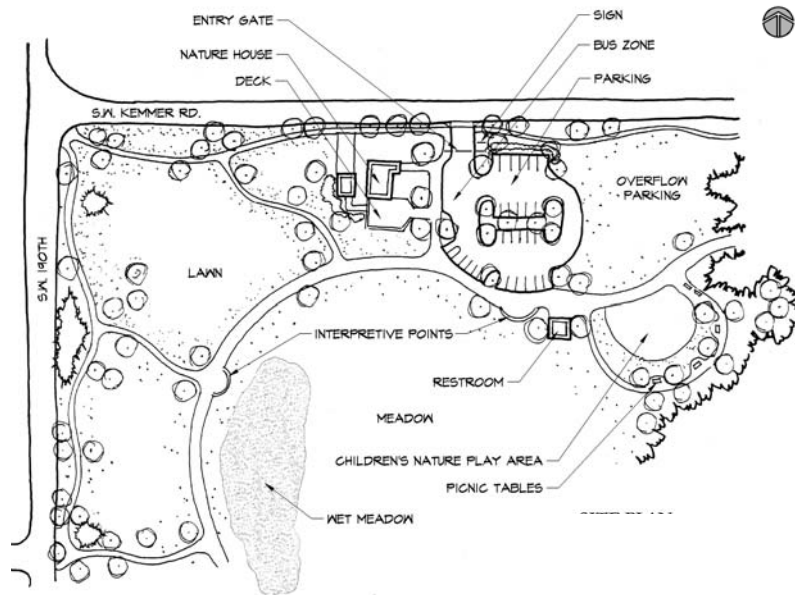 ENTRY GATE
NATURE HOUSE
DECK
SIGN
BUS ZONE
PARKING
S.W. KEMMER RD.
OVERFLOW
PARKING
S.W. 190TH
LAWN
INTERPRETIVE POINTS
RESTROOM
MEADOW
CHILDREN'S NATURE PLAY AREA
PICNIC TABLES
WET MEADOW